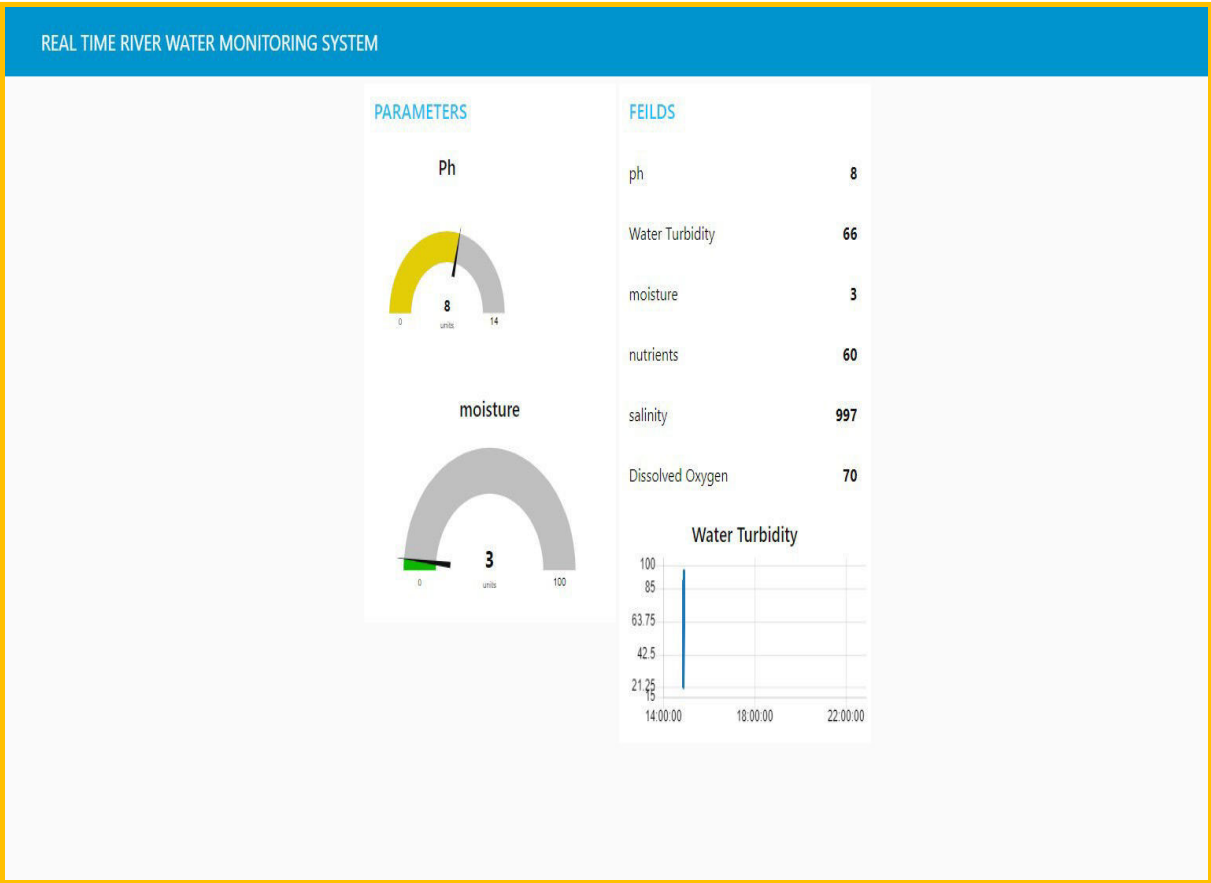 REAL TIME RIVER WATER MONITORING SYSTEM
PARAMETERS
Ph
8
units
0
14
moisture
3
units
0
100
FEILDS
ph 8
Water Turbidity 66
moisture 3
nutrients 60
salinity 997
Dissolved Oxygen 70
Water Turbidity
100
85
63.75
42.5
21.25
15
14:00:00 18:00:00 22:00:00